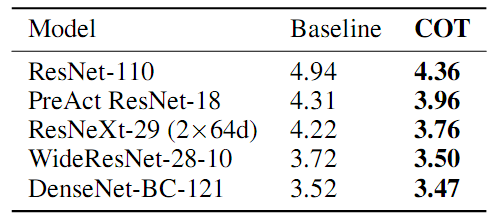 Model Baseline COT
ResNet-110 4.94 4.36
PreAct ResNet-18 4.31 3.96
ResNeXt-29 (2×64d) 4.22 3.76
WideResNet-28-10 3.72 3.50
DenseNet-BC-121 3.52 3.47